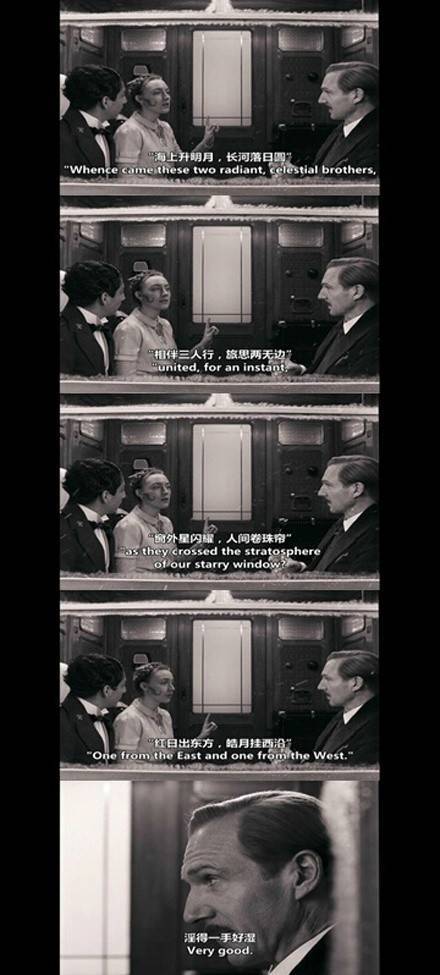 "海上升明月，长河落日圆"
"Whence came these two radiant, celestial brothers,
"相伴三人行，旅思两无边"
"united, for an instant,
"窗外星闪耀，人间卷珠帘"
"as they crossed the stratosphere
of our starry window?
"红日出东方，皓月挂西沿"
"One from the East and one from the West."
淫得一手好湿
Very good.